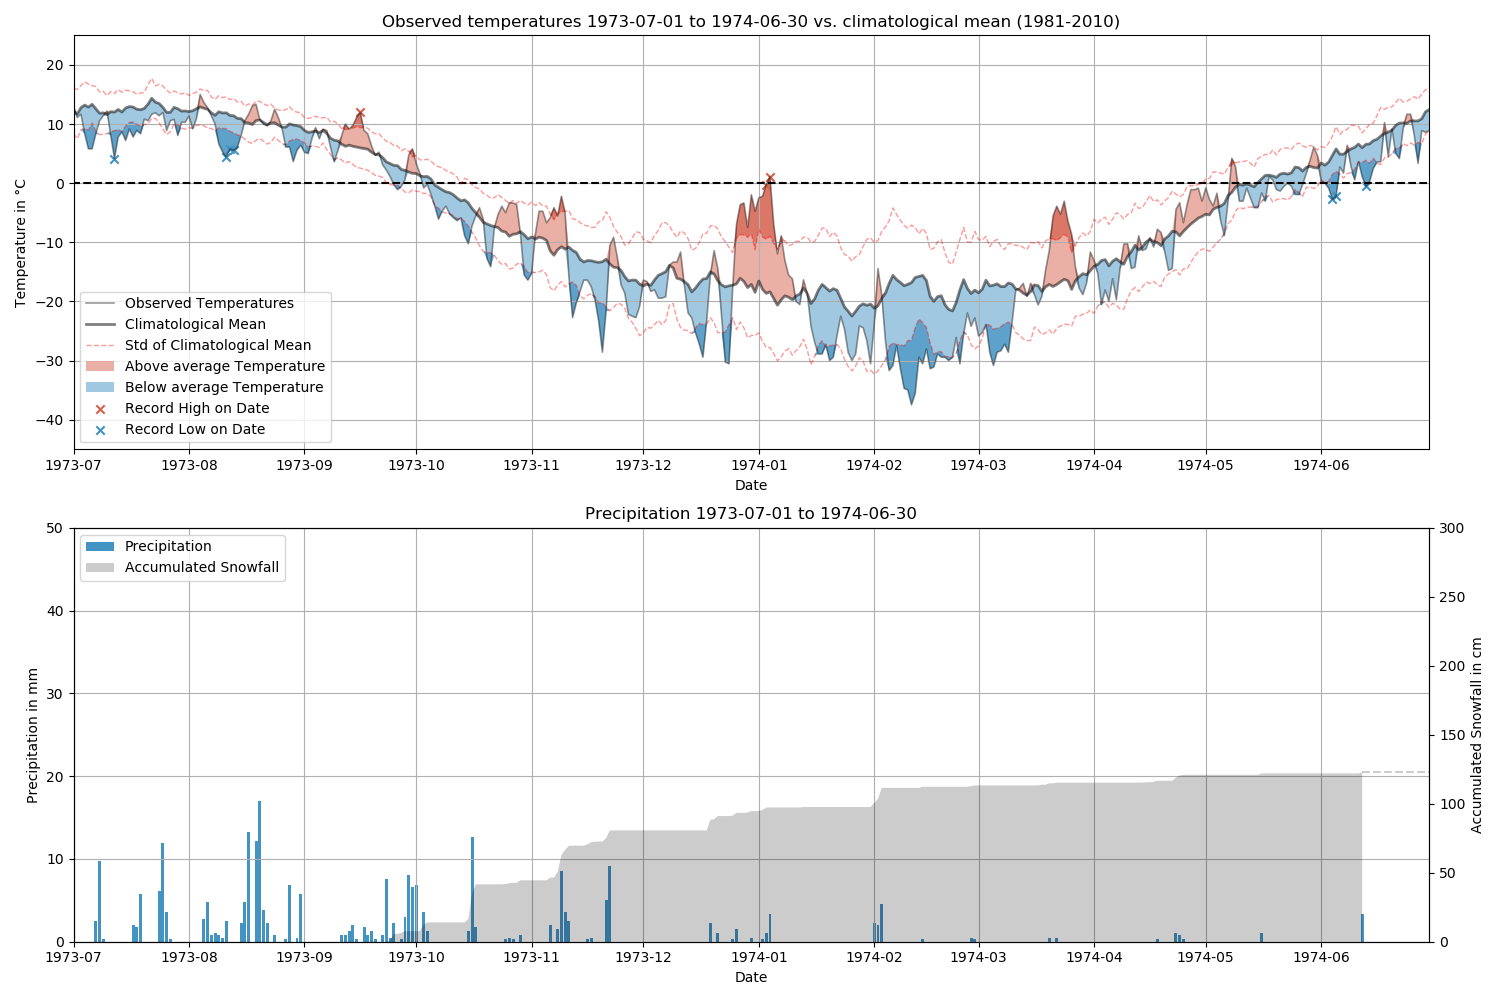 Observed temperatures 1973-07-01 to 1974-06-30 vs. climatological mean (1981-2010)
Temperature in °C
20
10
0
−10
−20
−30
−40
Observed Temperatures
Climatological Mean
Std of Climatological Mean
Above average Temperature
Below average Temperature
Record High on Date
Record Low on Date
1973-07 1973-08 1973-09 1973-10 1973-11 1973-12 1974-01 1974-02 1974-03 1974-04 1974-05 1974-06
Date
Precipitation 1973-07-01 to 1974-06-30
Precipitation in mm
50
40
30
20
10
0
Precipitation
Accumulated Snowfall
300
250
200
150
100
50
0
Accumulated Snowfall in cm
1973-07 1973-08 1973-09 1973-10 1973-11 1973-12 1974-01 1974-02 1974-03 1974-04 1974-05 1974-06
Date